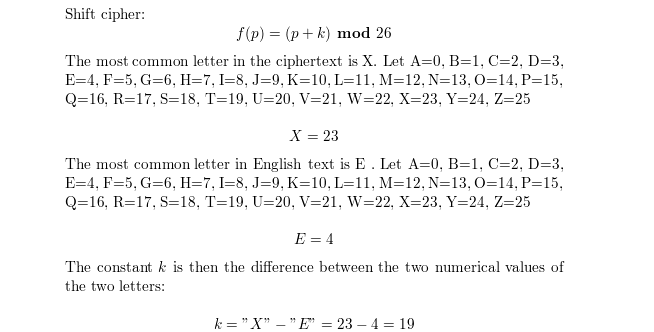 Shift cipher:
f(p) = (p + k) mod 26
The most common letter in the ciphertext is X. Let A=0, B=1, C=2, D=3,
E=4, F=5, G=6, H=7, I=8, J=9, K=10, L=11, M=12, N=13, O=14, P=15,
Q=16, R=17, S=18, T=19, U=20, V=21, W=22, X=23, Y=24, Z=25
X = 23
The most common letter in English text is E . Let A=0, B=1, C=2, D=3,
E=4, F=5, G=6, H=7, I=8, J=9, K=10, L=11, M=12, N=13, O=14, P=15,
Q=16, R=17, S=18, T=19, U=20, V=21, W=22, X=23, Y=24, Z=25
E = 4
The constant k is then the difference between the two numerical values of
the two letters:
k = ”X” − ”E” = 23 − 4 = 19